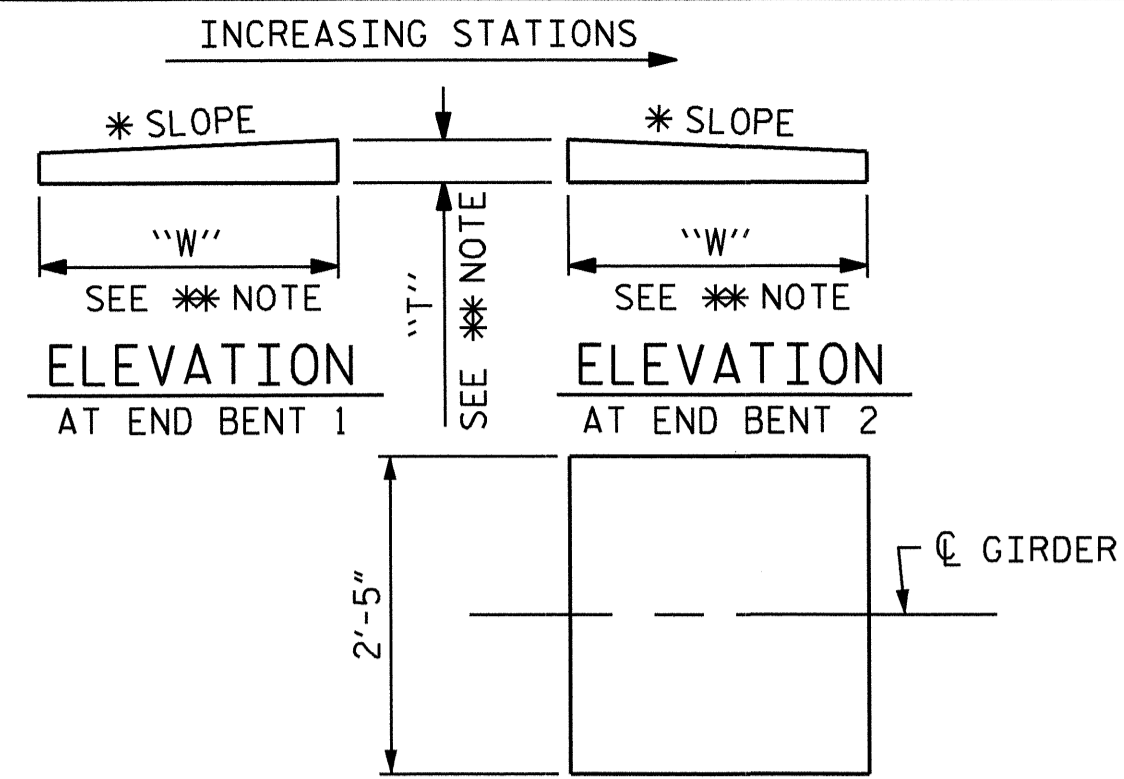 INCREASING STATIONS
* SLOPE
* SLOPE
"W"
SEE ** NOTE
"T"
SEE ** NOTE
"W"
SEE ** NOTE
ELEVATION
AT END BENT 1
ELEVATION
AT END BENT 2
2'-5"
℄ GIRDER